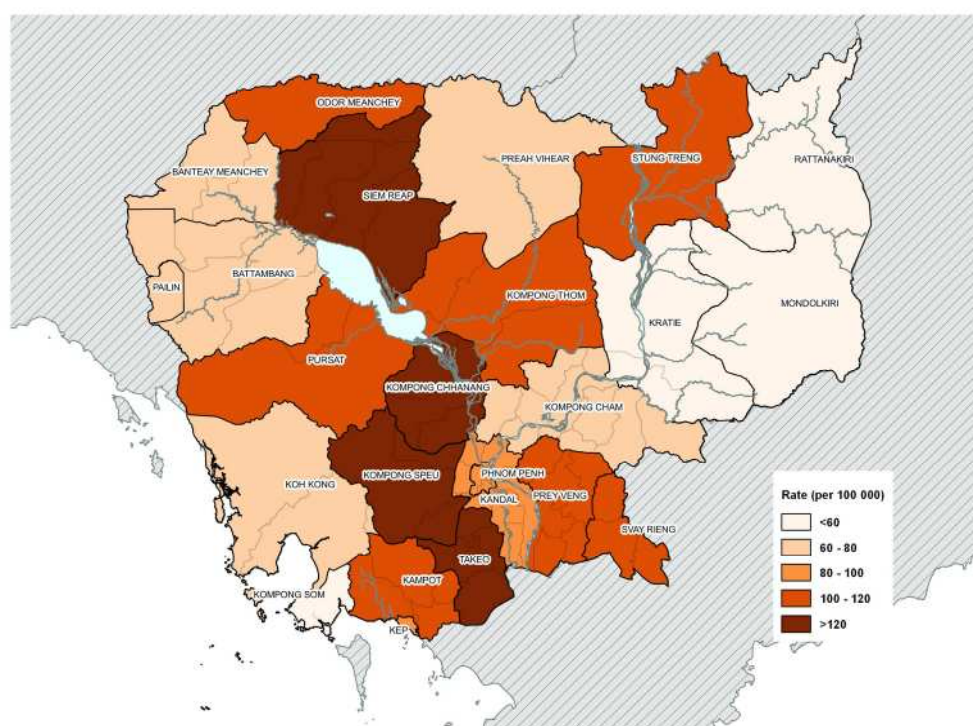 ODOR MEANCHEY
BANTEAY MEANCHEY
SIEM REAP
PREAH VIHEAR
STUNG TRENG
RATTANAKIRI
PAILIN
BATTAMBANG
KOMPONG THOM
MONDOLKIRI
KRATIE
PURSAT
KOMPONG CHHANANG
KOMPONG CHAM
KOH KONG
KOMPONG SPEU
PHNOM PENH
KANDAL
PREY VENG
SVAY RIENG
TAKEO
KAMPOT
KOMPONG SOM
KEP
Rate (per 100 000)
<60
60 - 80
80 - 100
100 - 120
>120